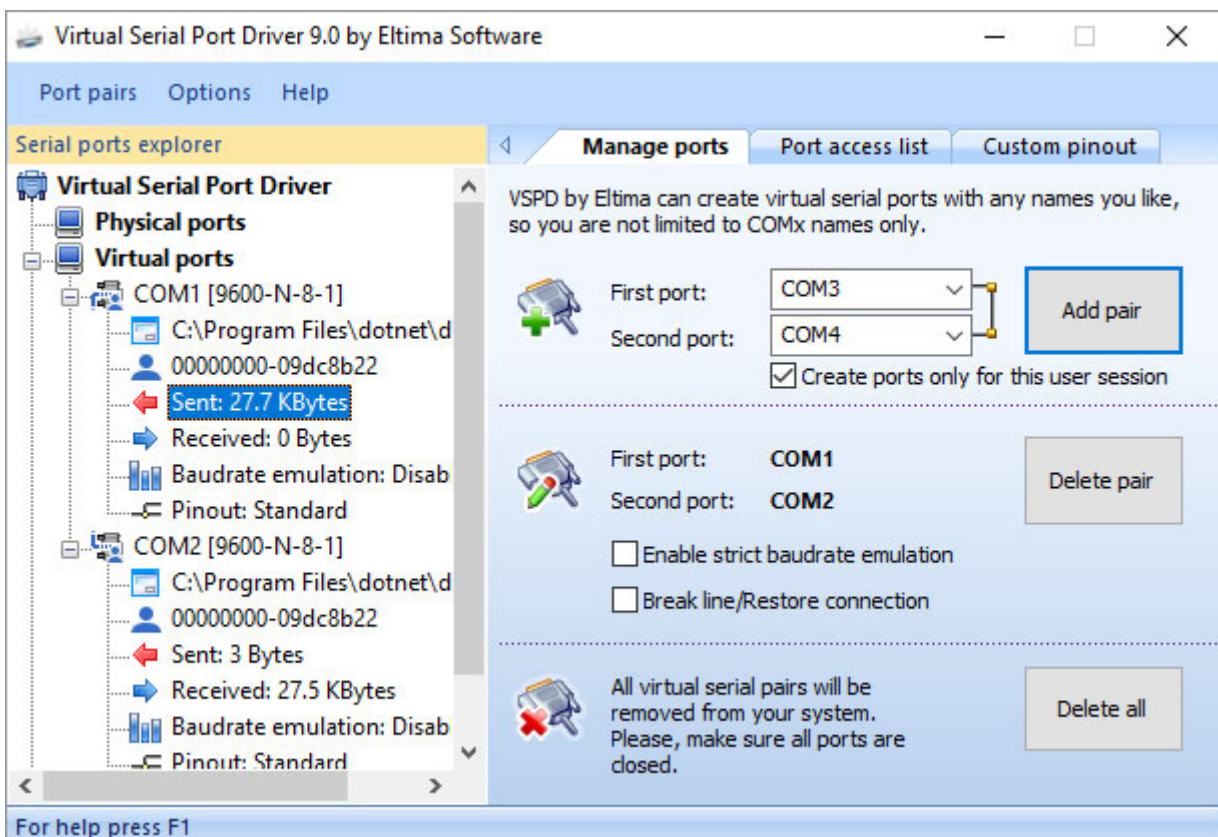 Virtual Serial Port Driver 9.0 by Eltima Software
Port pairs Options Help
Serial ports explorer
Virtual Serial Port Driver
Physical ports
Virtual ports
COM1 [9600-N-8-1]
C:\Program Files\dotnet\d
00000000-09dc8b22
Sent: 27.7 KBytes
Received: 0 Bytes
Baudrate emulation: Disab
Pinout: Standard
COM2 [9600-N-8-1]
C:\Program Files\dotnet\d
00000000-09dc8b22
Sent: 3 Bytes
Received: 27.5 KBytes
Baudrate emulation: Disab
Pinout: Standard
Manage ports Port access list Custom pinout
VSPD by Eltima can create virtual serial ports with any names you like,
so you are not limited to COMx names only.
First port: COM3
Second port: COM4
Add pair
Create ports only for this user session
First port: COM1
Second port: COM2
Delete pair
Enable strict baudrate emulation
Break line/Restore connection
All virtual serial pairs will be
removed from your system.
Please, make sure all ports are
closed.
Delete all
For help press F1